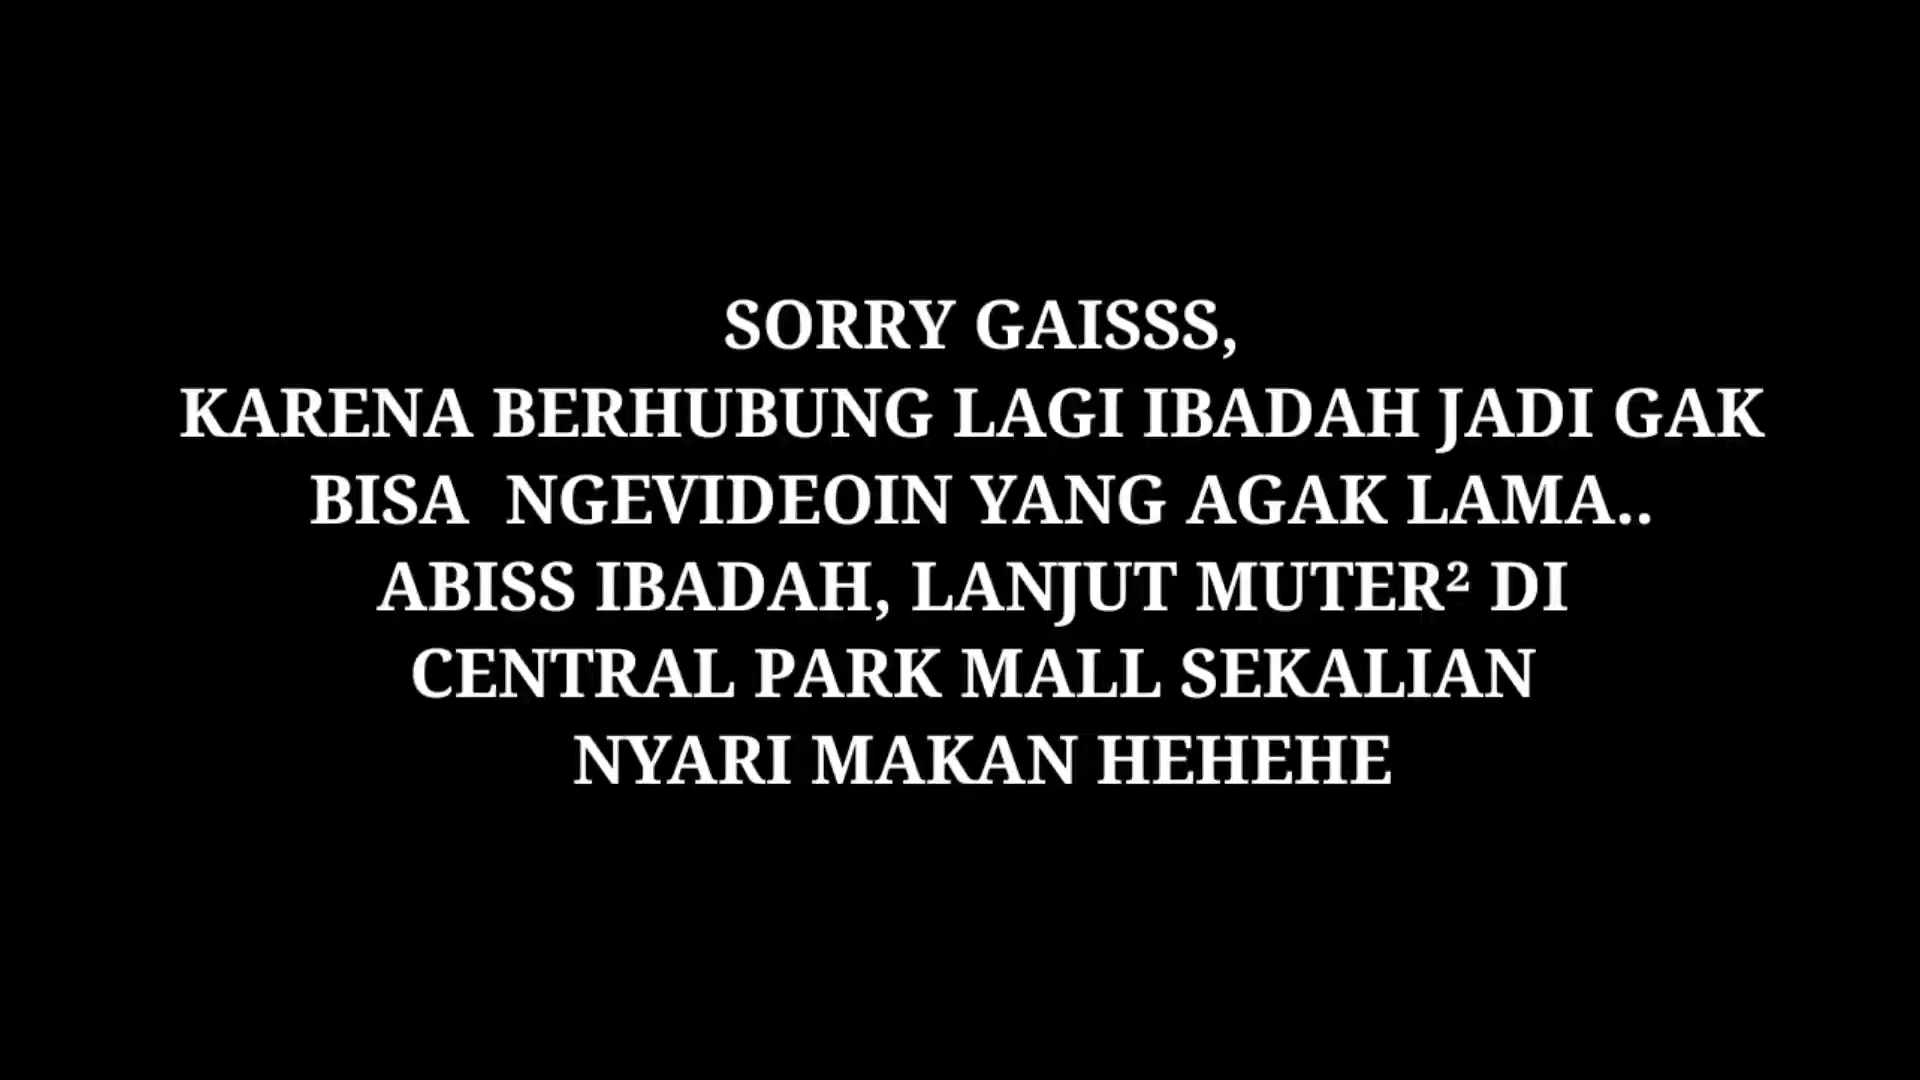 SORRY GAISSS,
KARENA BERHUBUNG LAGI IBADAH JADI GAK
BISA  NGEVIDEOIN YANG AGAK LAMA..
ABISS IBADAH, LANJUT MUTER² DI
CENTRAL PARK MALL SEKALIAN
NYARI MAKAN HEHEHE